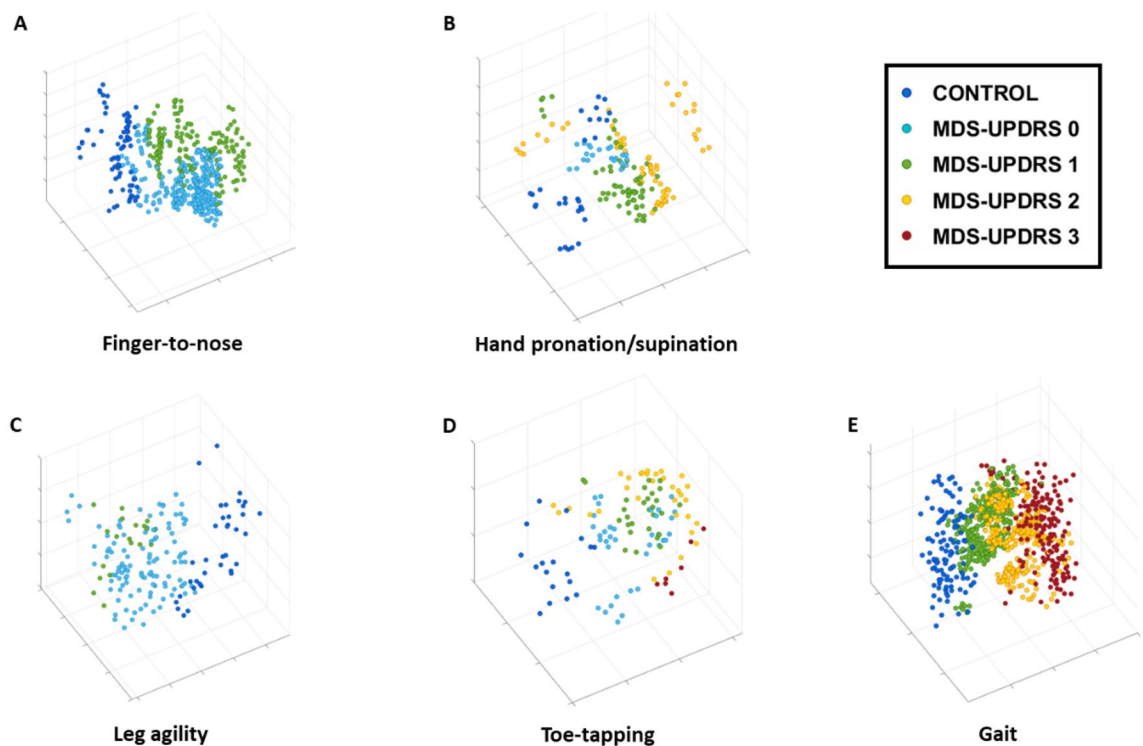 A
B
CONTROL
MDS-UPDRS 0
MDS-UPDRS 1
MDS-UPDRS 2
MDS-UPDRS 3
Finger-to-nose
Hand pronation/supination
C
D
E
Leg agility
Toe-tapping
Gait